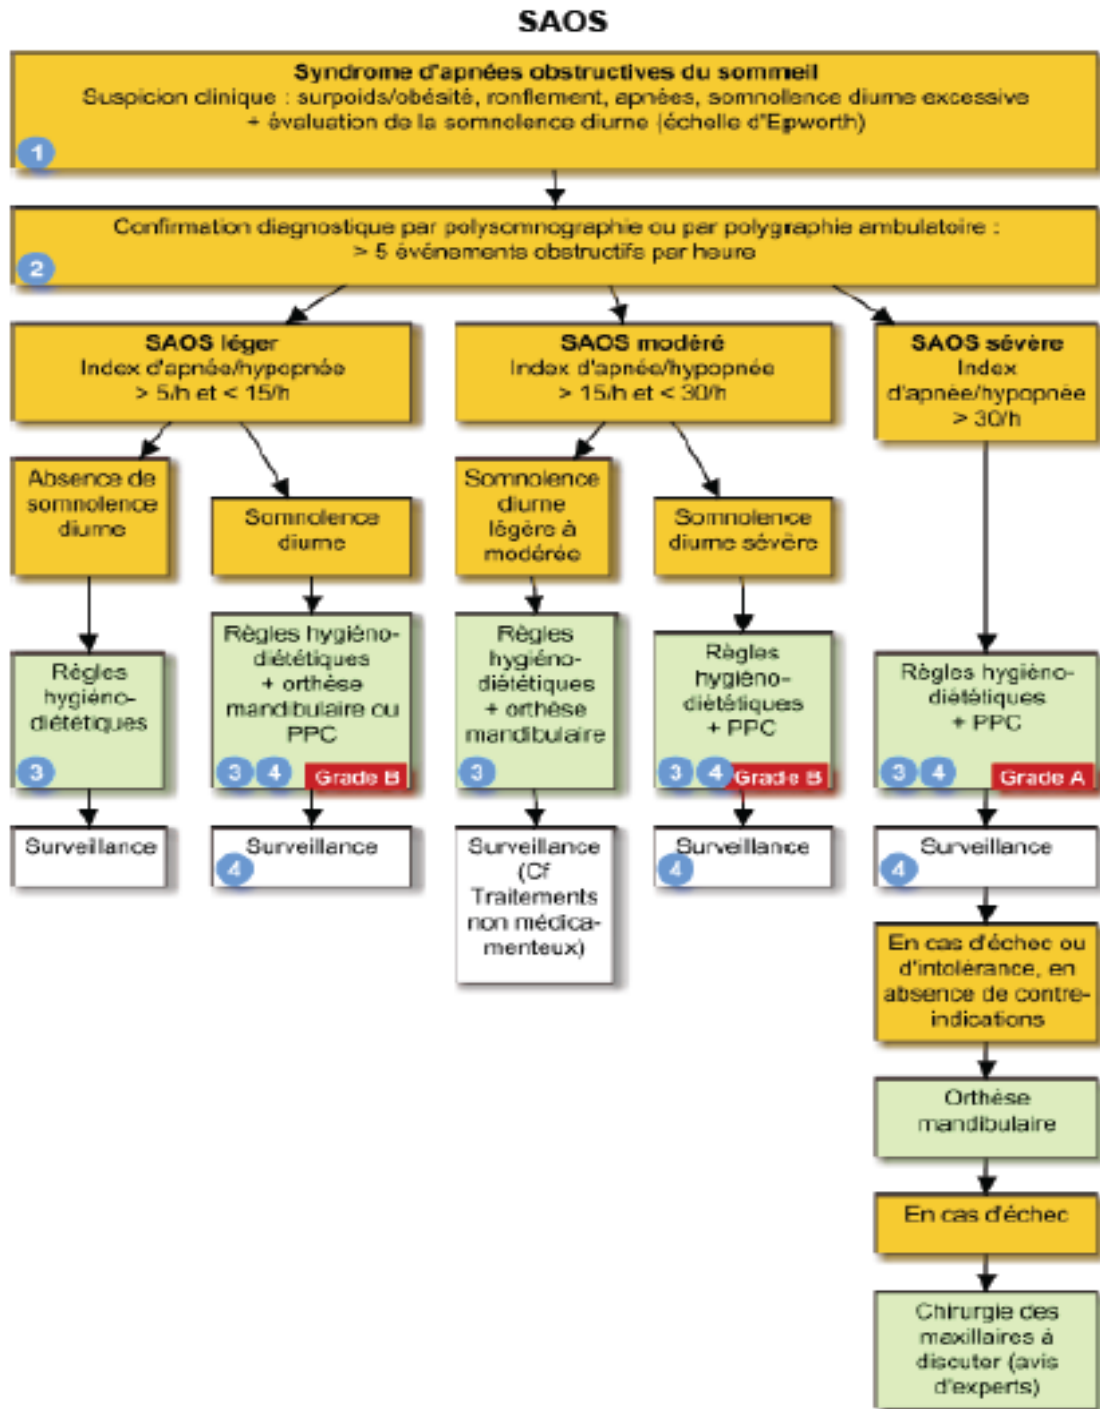 SAOS
Syndrome d'apnées obstructives du sommeil
Suspicion clinique : surpoids/obésité, ronflement, apnées, somnolence diurne excessive
+ évaluation de la somnolence diurne (échelle d'Epworth)
1
Confirmation diagnostique par polysomnographie ou par polygraphie ambulatoire :
> 5 événements obstructifs par heure
2
SAOS léger
Index d'apnée/hypopnée
> 5/h et < 15/h
SAOS modéré
Index d'apnée/hypopnée
> 15/h et < 30/h
SAOS sévère
Index
d'apnée/hypopnée
> 30/h
Absence de
somnolence
diurne
Somnolence
diurne
Somnolence
diurne
légère à
modérée
Somnolence
diurne sévère
Règles
hygiéno-
diététiques
3
Règles hygiéno-
diététiques
+ orthèse
mandibulaire ou
PPC
3 4 Grade B
Règles
hygiéno-
diététiques
+ orthèse
mandibulaire
3
Règles
hygiéno-
diététiques
+ PPC
3 4 Grade B
Règles hygiéno-
diététiques
+ PPC
3 4 Grade A
Surveillance
Surveillance
4
Surveillance
(Cf
Traitements
non médica-
menteux)
Surveillance
4
Surveillance
4
En cas d'échec ou
d'intolérance, en
absence de contre-
indications
Orthèse
mandibulaire
En cas d'échec
Chirurgie des
maxillaires à
discuter (avis
d'experts)